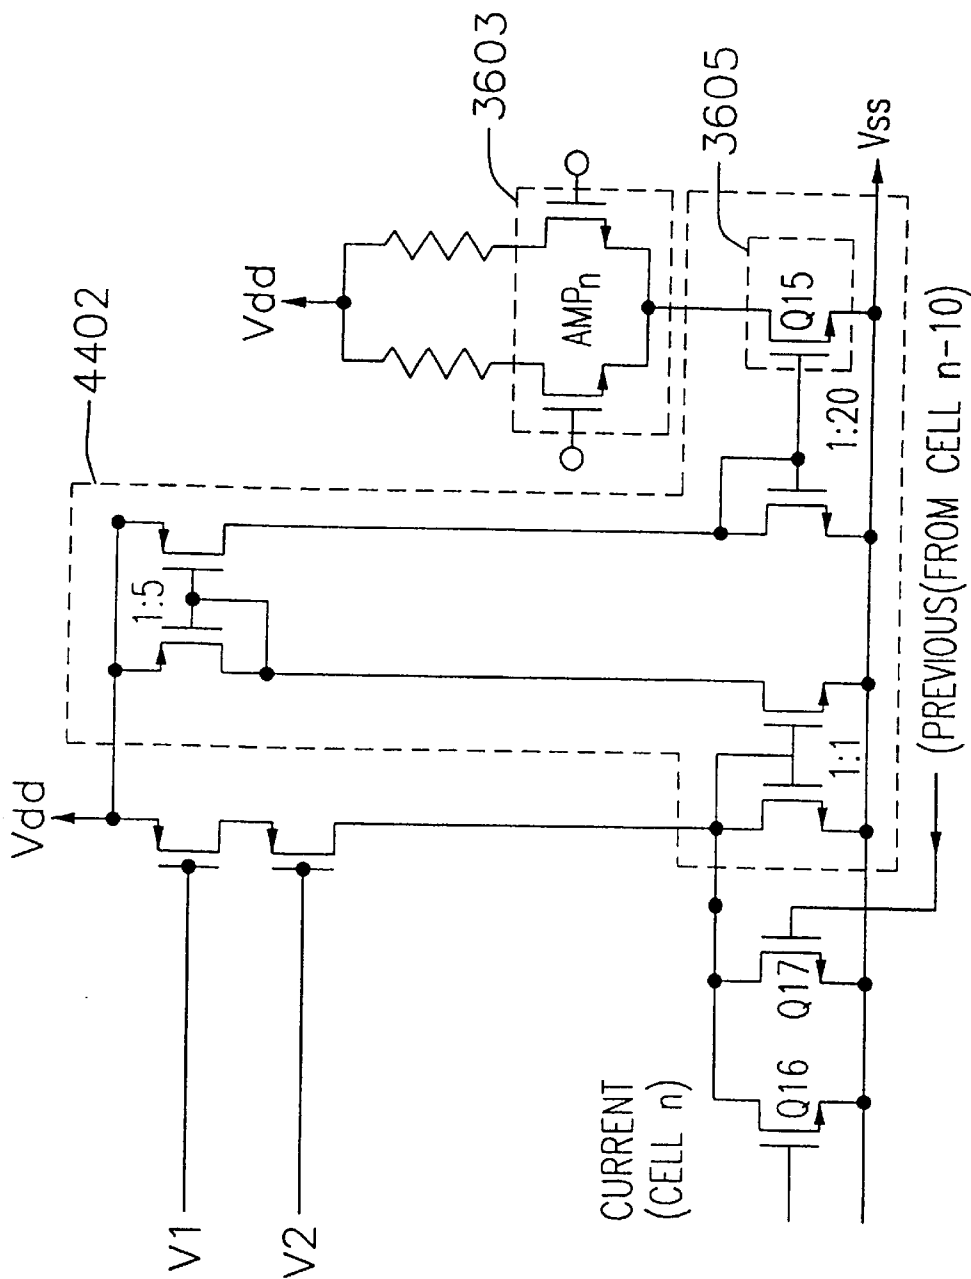 3603
3605
4402
Vdd
Vss
AMPn
Q15
1:20
1:5
Vdd
1:1
(PREVIOUS(FROM CELL n-10)
Q17
Q16
CURRENT
(CELL n)
V1
V2